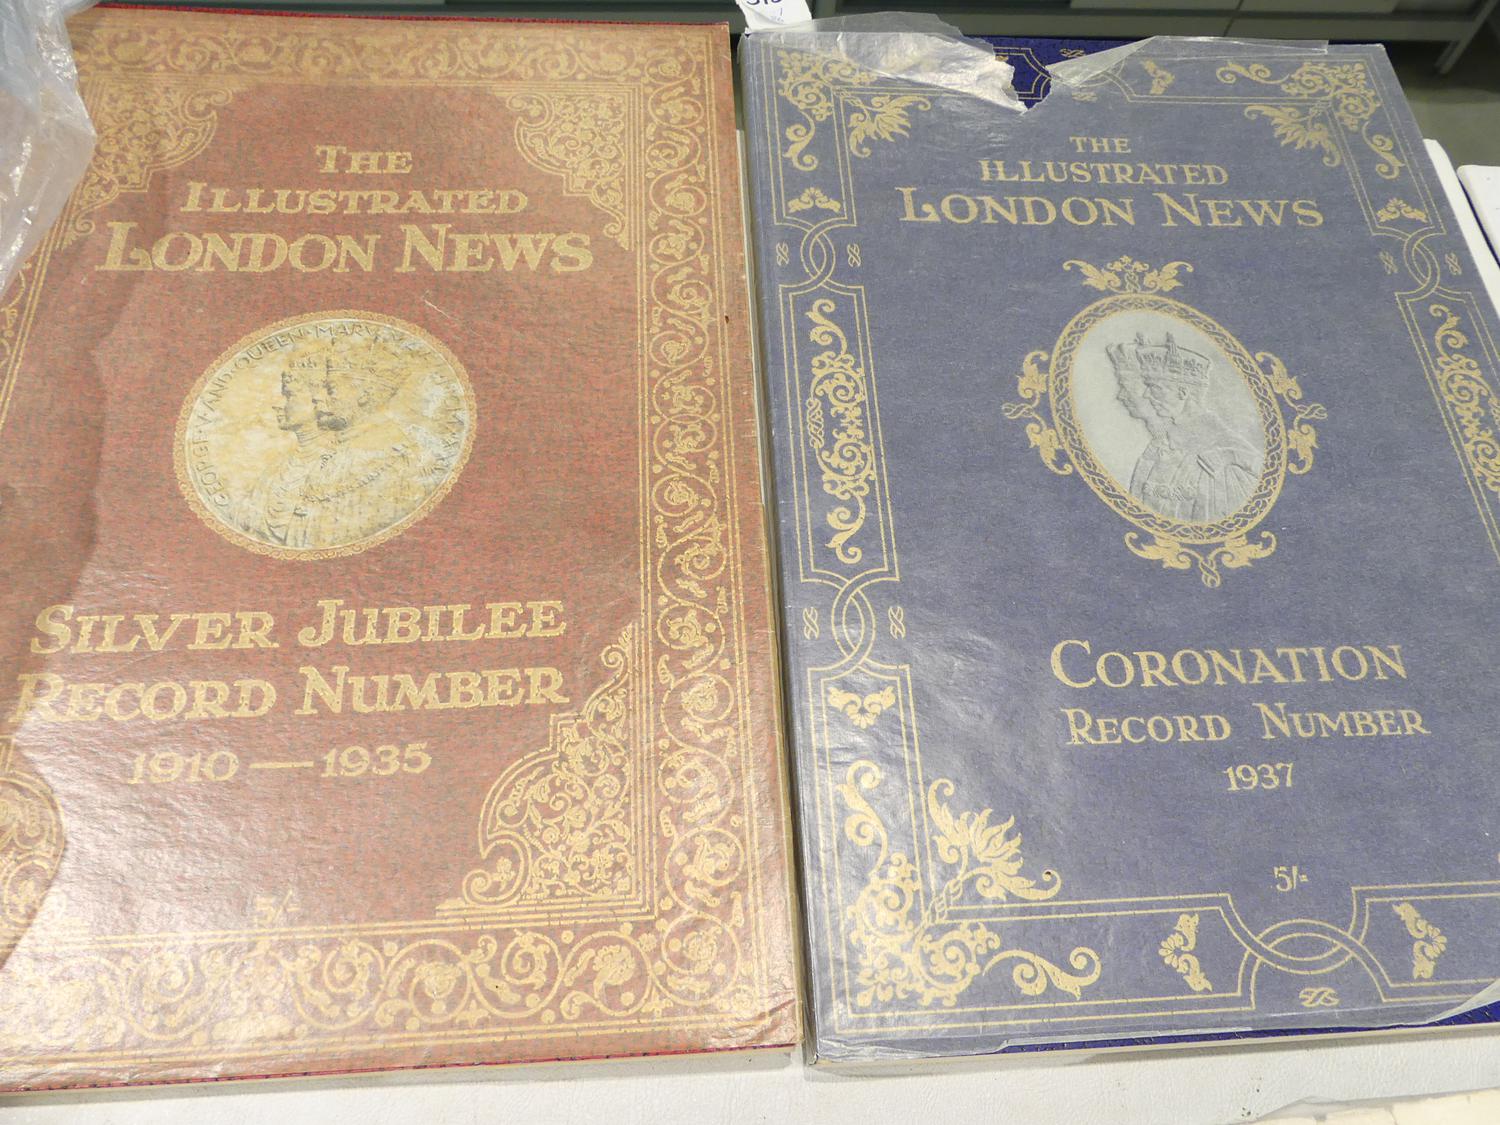 THE
ILLUSTRATED
LONDON NEWS
GEORGE·V·AND·QUEEN·MARY
SILVER JUBILEE
RECORD NUMBER
1910—1935
5/-
THE
ILLUSTRATED
LONDON NEWS
CORONATION
RECORD NUMBER
1937
5/-